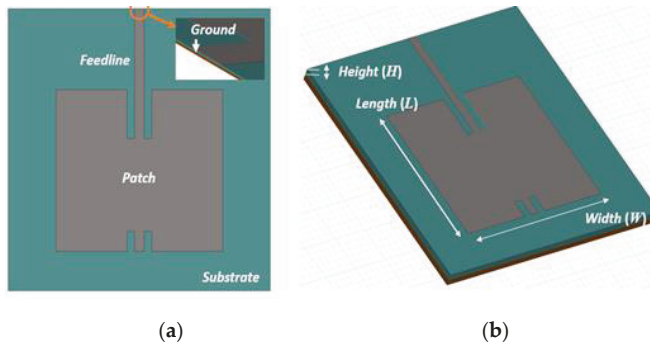 Ground
Feedline
Patch
Substrate
Height (H)
Length (L)
Width (W)
(a)
(b)